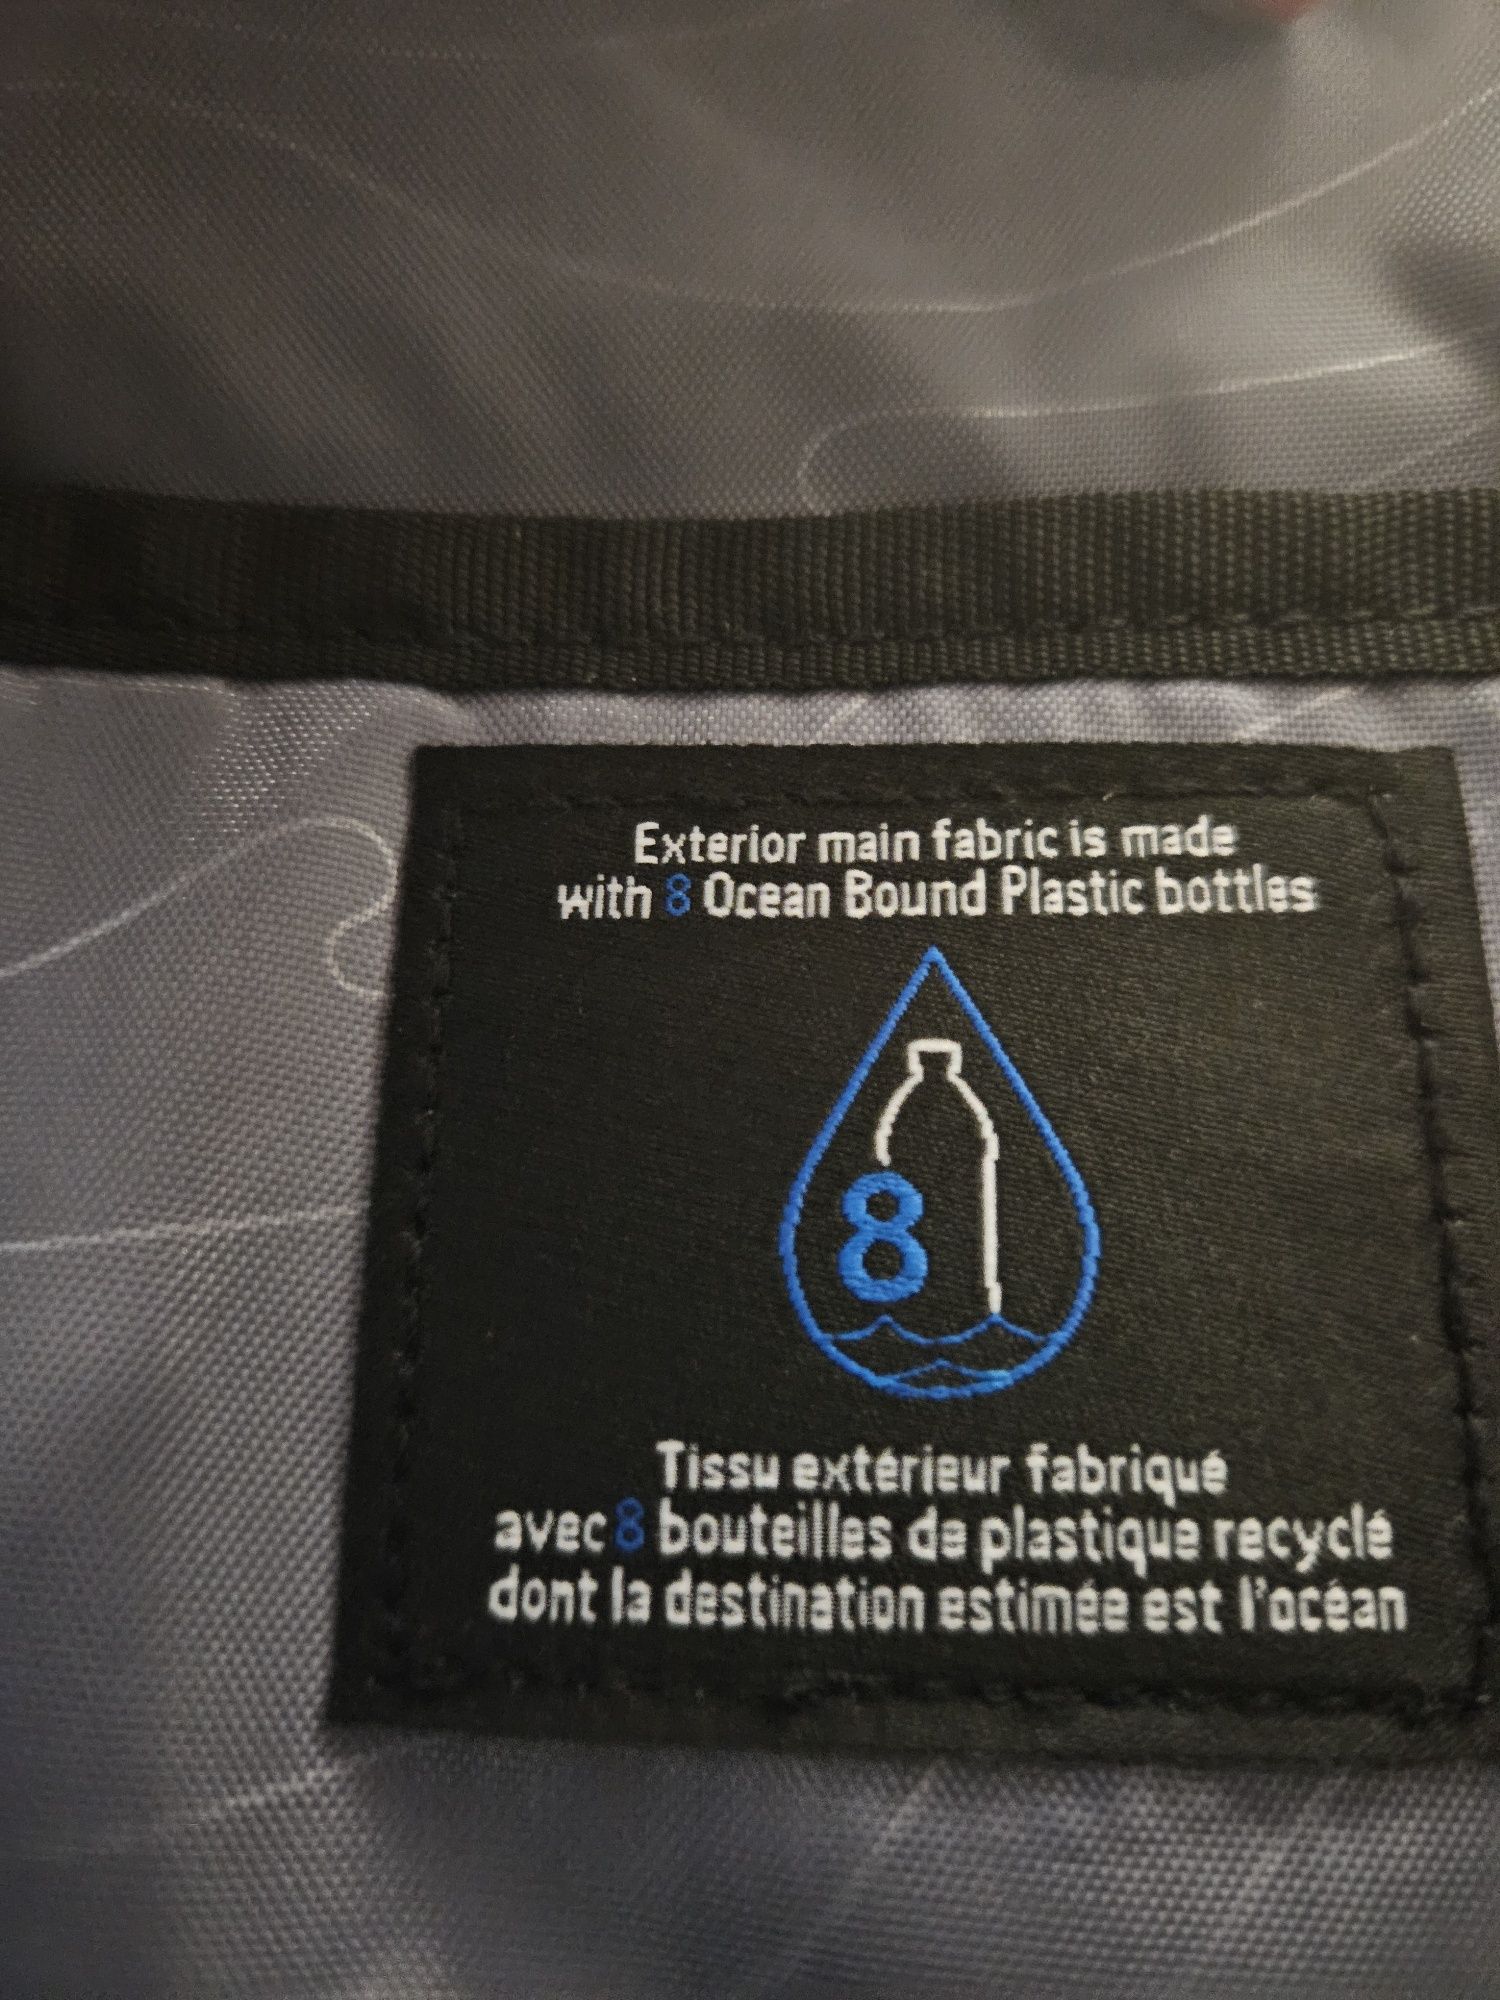 Exterior main fabric is made
with 8 Ocean Bound Plastic bottles
8
Tissu extérieur fabriqué
avec 8 bouteilles de plastique recyclé
dont la destination estimée est l'océan